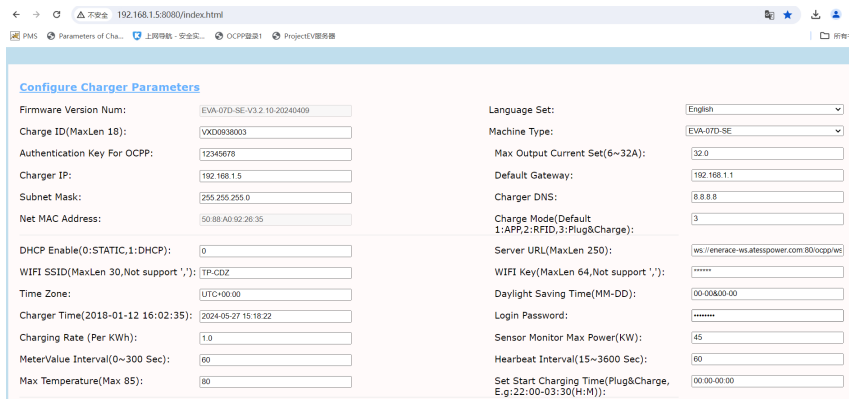 不安全 192.168.1.5:8080/index.html
PMS Parameters of Cha... 上网导航 - 安全实... OCPP登录1 ProjectEV服务器 所有
Configure Charger Parameters
Firmware Version Num: EVA-07D-SE-V3.2.10-20240409 Language Set: English
Charge ID(MaxLen 18): VXD0938003 Machine Type: EVA-07D-SE
Authentication Key For OCPP: 12345678 Max Output Current Set(6~32A): 32.0
Charger IP: 192.168.1.5 Default Gateway: 192.168.1.1
Subnet Mask: 255.255.255.0 Charger DNS: 8.8.8.8
Net MAC Address: 50:88:A0:92:26:35 Charge Mode(Default
1:APP,2:RFID,3:Plug&Charge): 3
DHCP Enable(0:STATIC,1:DHCP): 0 Server URL(MaxLen 250): ws://enerace-ws.atesspower.com:80/ocpp/ws
WIFI SSID(MaxLen 30,Not support ','): TP-CDZ WIFI Key(MaxLen 64,Not support ','): ******
Time Zone: UTC+00:00 Daylight Saving Time(MM-DD): 00-00&00-00
Charger Time(2018-01-12 16:02:35): 2024-05-27 15:18:22 Login Password: ••••••••
Charging Rate (Per KWh): 1.0 Sensor Monitor Max Power(KW): 45
MeterValue Interval(0~300 Sec): 60 Hearbeat Interval(15~3600 Sec): 60
Max Temperature(Max 85): 80 Set Start Charging Time(Plug&Charge,
E.g:22:00-03:30(H:M)): 00:00-00:00